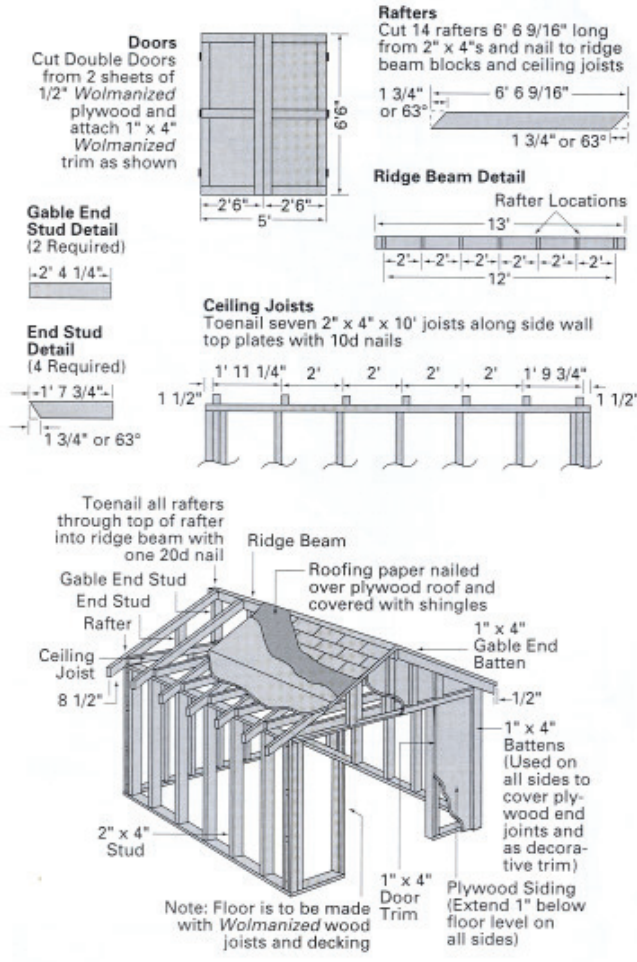 Doors
Cut Double Doors
from 2 sheets of
1/2" Wolmanized
plywood and
attach 1" x 4"
Wolmanized
trim as shown
6'6"
2'6"
2'6"
5'
Rafters
Cut 14 rafters 6' 6 9/16" long
from 2" x 4"s and nail to ridge
beam blocks and ceiling joists
1 3/4"
or 63°
6' 6 9/16"
1 3/4" or 63°
Ridge Beam Detail
Rafter Locations
13'
2' 2' 2' 2' 2' 2'
12'
Gable End
Stud Detail
(2 Required)
2' 4 1/4"
End Stud
Detail
(4 Required)
1' 7 3/4"
1 3/4" or 63°
Ceiling Joists
Toenail seven 2" x 4" x 10' joists along side wall
top plates with 10d nails
1 1/2"
1' 11 1/4" 2' 2' 2' 2' 1' 9 3/4"
1 1/2"
Toenail all rafters
through top of rafter
into ridge beam with
one 20d nail
Ridge Beam
Gable End Stud
End Stud
Rafter
Ceiling
Joist
8 1/2"
Roofing paper nailed
over plywood roof and
covered with shingles
1" x 4"
Gable End
Batten
1/2"
1" x 4"
Battens
(Used on
all sides to
cover ply-
wood end
joints and
as decora-
tive trim)
2" x 4"
Stud
1" x 4"
Door
Trim
Plywood Siding
(Extend 1" below
floor level on
all sides)
Note: Floor is to be made
with Wolmanized wood
joists and decking